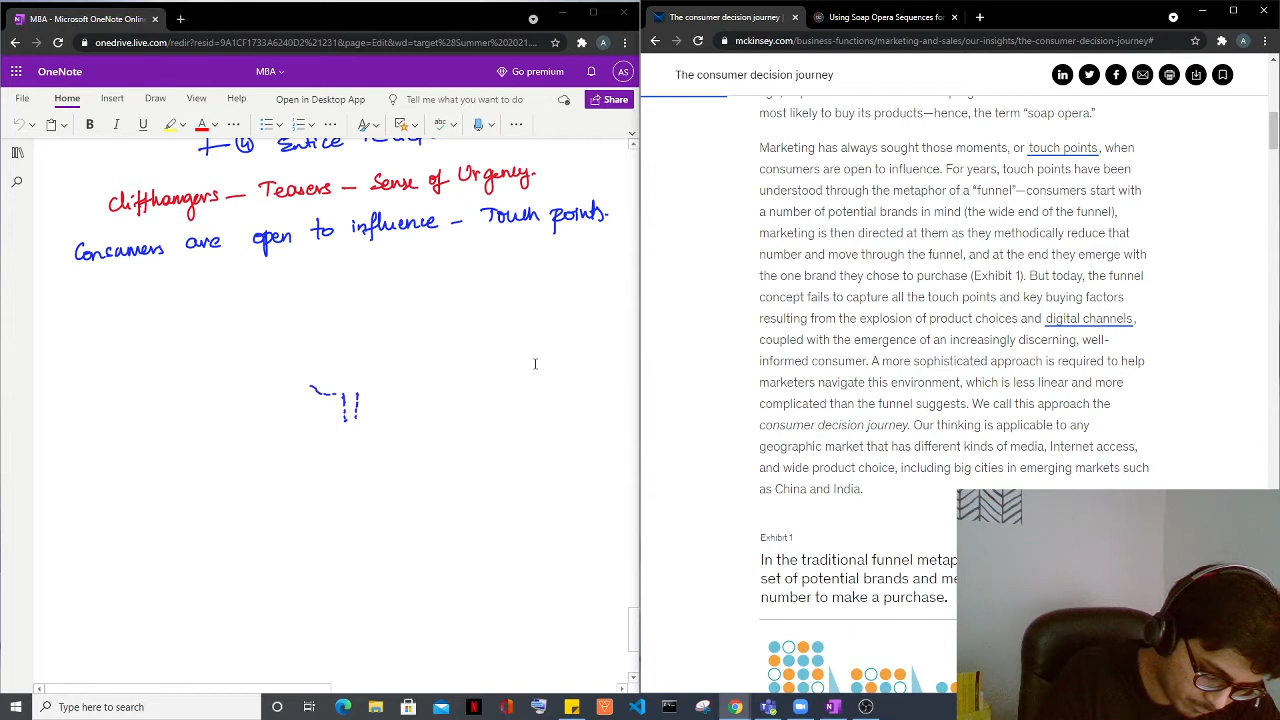 MBA - Microsoft OneNote Online
onedrive.live.com/redir?resid=9A1CF1733A6240D2%21231&page=Edit&wd=target%28Summer%202021....
OneNote
MBA
Go premium
AS
File
Home
Insert
Draw
View
Help
Open in Desktop App
Tell me what you want to do
Share
B
I
U
A
abc
④ Entice
Cliffhangers — Teasers — Sense of Urgency.
Consumers are open to influence - Touch points.
The consumer decision journey
Using Soap Opera Sequences for
mckinsey.com/business-functions/marketing-and-sales/our-insights/the-consumer-decision-journey#
The consumer decision journey
most likely to buy its products—hence, the term “soap opera.”
Marketing has always sought those moments, or touch points, when
consumers are open to influence. For years, touch points have been
understood through the metaphor of a “funnel”—consumers start with
a number of potential brands in mind (the wide end of the funnel),
marketing is then directed at them as they methodically reduce that
number and move through the funnel, and at the end they emerge with
the one brand they chose to purchase (Exhibit 1). But today, the funnel
concept fails to capture all the touch points and key buying factors
resulting from the explosion of product choices and digital channels,
coupled with the emergence of an increasingly discerning, well-
informed consumer. A more sophisticated approach is required to help
marketers navigate this environment, which is less linear and more
complicated than the funnel suggests. We call this approach the
consumer decision journey. Our thinking is applicable to any
geographic market that has different kinds of media, Internet access,
and wide product choice, including big cities in emerging markets such
as China and India.
Exhibit 1
In the traditional funnel
set of potential brands and
number to make a purchase.
Type here to search